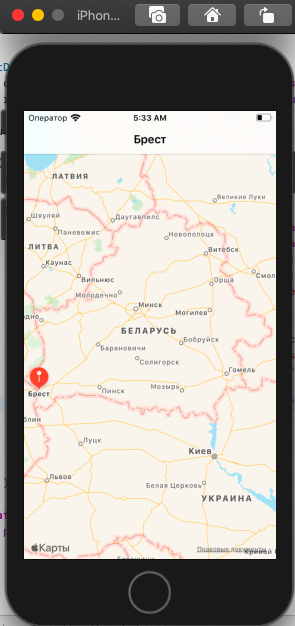 iPhon...
Оператор 5:33 AM
Брест
ЛАТВИЯ
Великие Луки
Шяуляй
Даугавпилс
Паневежис
Новополоцк
ЛИТВА
Витебск
Каунас
Смол
Вильнюс
Орша
Молодечно
Минск
Могилев
БЕЛАРУСЬ
Бобруйск
Барановичи
Солигорск
Гомель
Брест
Пинск
Мозырь
блин
Луцк
Киев
Львов
Белая Церковь
УКРАИНА
Карты
Правовые документы
Кривой